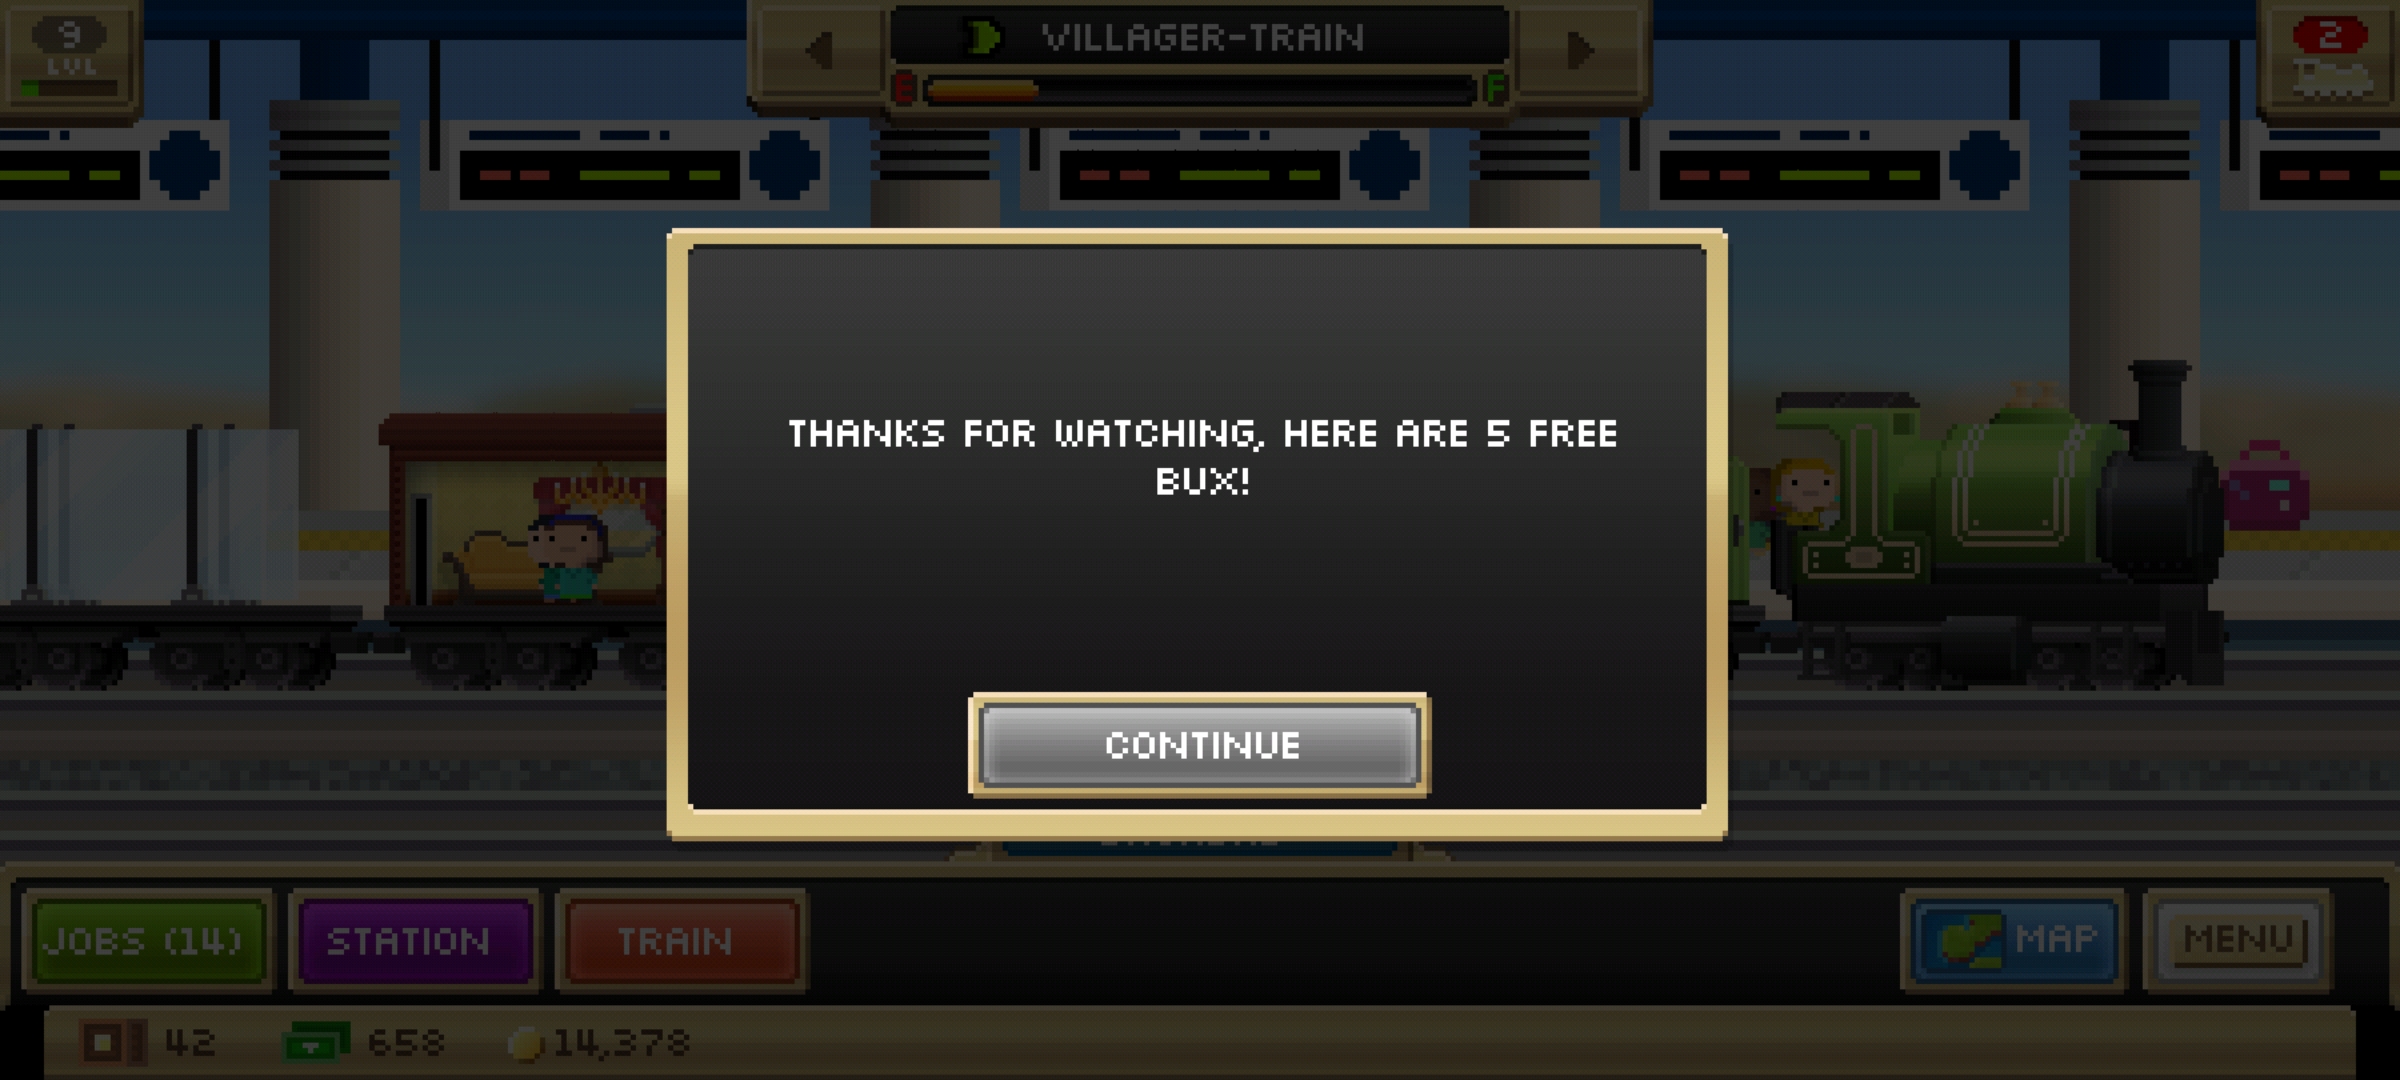 9
LVL
VILLAGER-TRAIN
E F
2
THANKS FOR WATCHING, HERE ARE 5 FREE
BUX!
CONTINUE
JOBS (14) STATION TRAIN MAP MENU
42 658 14,378